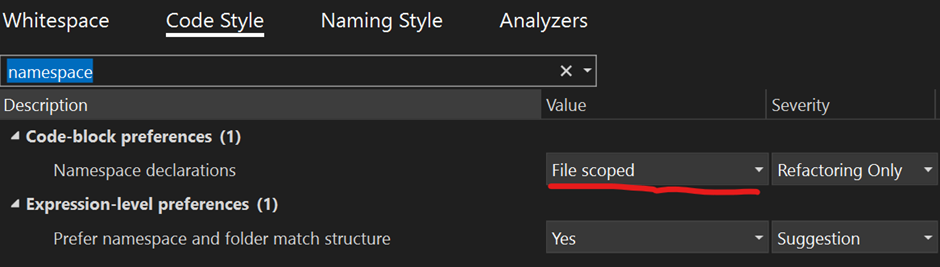 Whitespace Code Style Naming Style Analyzers
namespace
Description Value Severity
Code-block preferences (1)
Namespace declarations File scoped Refactoring Only
Expression-level preferences (1)
Prefer namespace and folder match structure Yes Suggestion